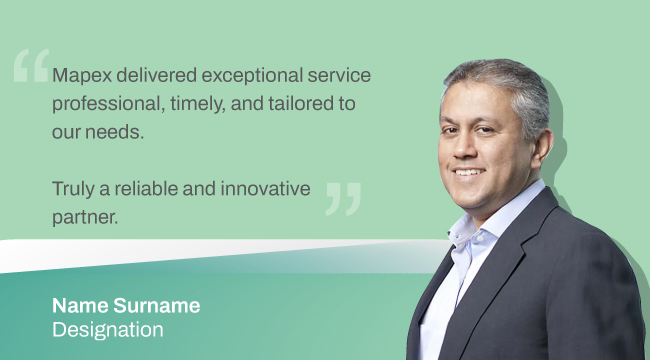 “
Mapex delivered exceptional service
professional, timely, and tailored to
our needs.
Truly a reliable and innovative
partner.
”
Name Surname
Designation